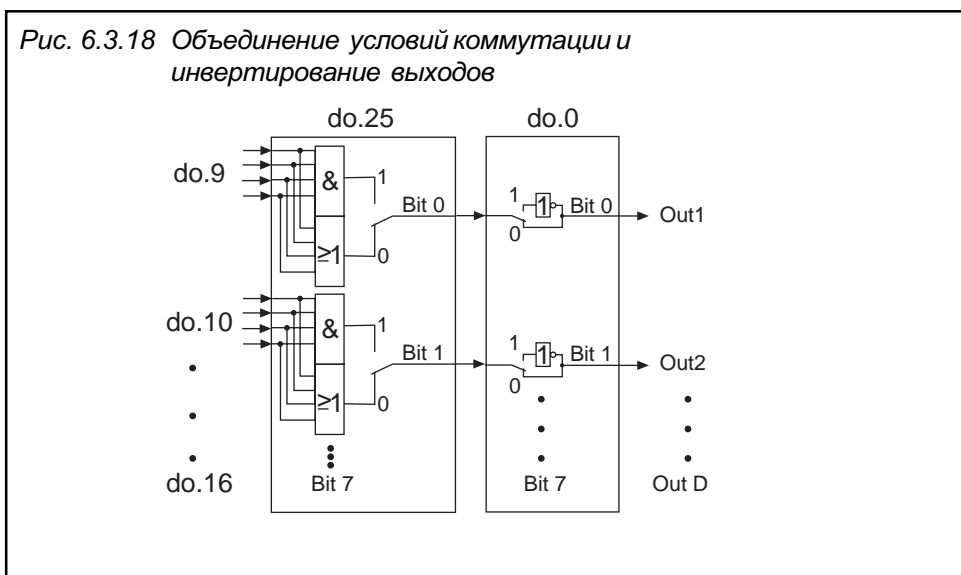 Рис. 6.3.18 Объединение условий коммутации и
инвертирование выходов
do.25 do.0
do.9
& 1
Bit 0 1 1 Bit 0 Out1
0
≥1 0
do.10
& 1
Bit 1 1 1 Bit 1 Out2
0
≥1 0
do.16 Bit 7 Bit 7 Out D